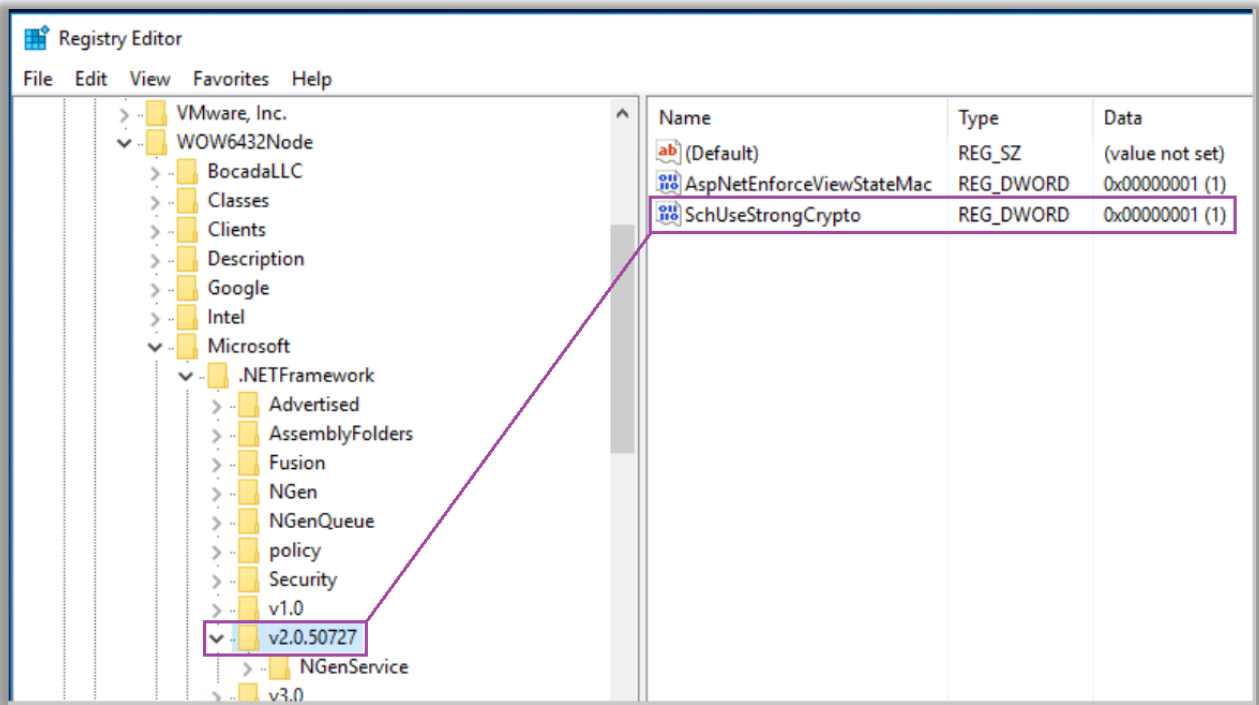 Registry Editor
File Edit View Favorites Help
VMware, Inc.
WOW6432Node
BocadaLLC
Classes
Clients
Description
Google
Intel
Microsoft
.NETFramework
Advertised
AssemblyFolders
Fusion
NGen
NGenQueue
policy
Security
v1.0
v2.0.50727
NGenService
v3.0
Name Type Data
ab (Default) REG_SZ (value not set)
AspNetEnforceViewStateMac REG_DWORD 0x00000001 (1)
SchUseStrongCrypto REG_DWORD 0x00000001 (1)